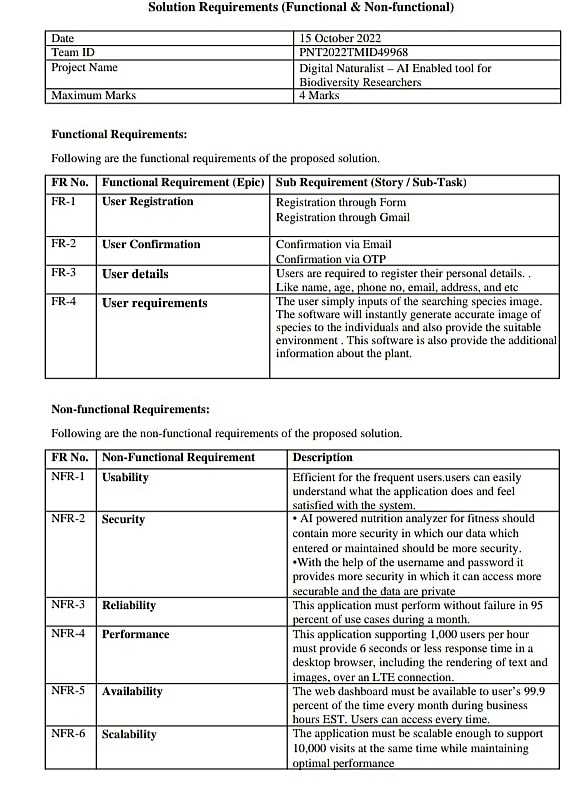 Solution Requirements (Functional & Non-functional)
Date 15 October 2022
Team ID PNT2022TMID49968
Project Name Digital Naturalist – AI Enabled tool for
Biodiversity Researchers
Maximum Marks 4 Marks
Functional Requirements:
Following are the functional requirements of the proposed solution.
FR No. Functional Requirement (Epic) Sub Requirement (Story / Sub-Task)
FR-1 User Registration Registration through Form
Registration through Gmail
FR-2 User Confirmation Confirmation via Email
Confirmation via OTP
FR-3 User details Users are required to register their personal details. .
Like name, age, phone no, email, address, and etc
FR-4 User requirements The user simply inputs of the searching species image.
The software will instantly generate accurate image of
species to the individuals and also provide the suitable
environment . This software is also provide the additional
information about the plant.
Non-functional Requirements:
Following are the non-functional requirements of the proposed solution.
FR No. Non-Functional Requirement Description
NFR-1 Usability Efficient for the frequent users.users can easily
understand what the application does and feel
satisfied with the system.
NFR-2 Security • AI powered nutrition analyzer for fitness should
contain more security in which our data which
entered or maintained should be more security.
•With the help of the username and password it
provides more security in which it can access more
securable and the data are private
NFR-3 Reliability This application must perform without failure in 95
percent of use cases during a month.
NFR-4 Performance This application supporting 1,000 users per hour
must provide 6 seconds or less response time in a
desktop browser, including the rendering of text and
images, over an LTE connection.
NFR-5 Availability The web dashboard must be available to user's 99.9
percent of the time every month during business
hours EST. Users can access every time.
NFR-6 Scalability The application must be scalable enough to support
10,000 visits at the same time while maintaining
optimal performance